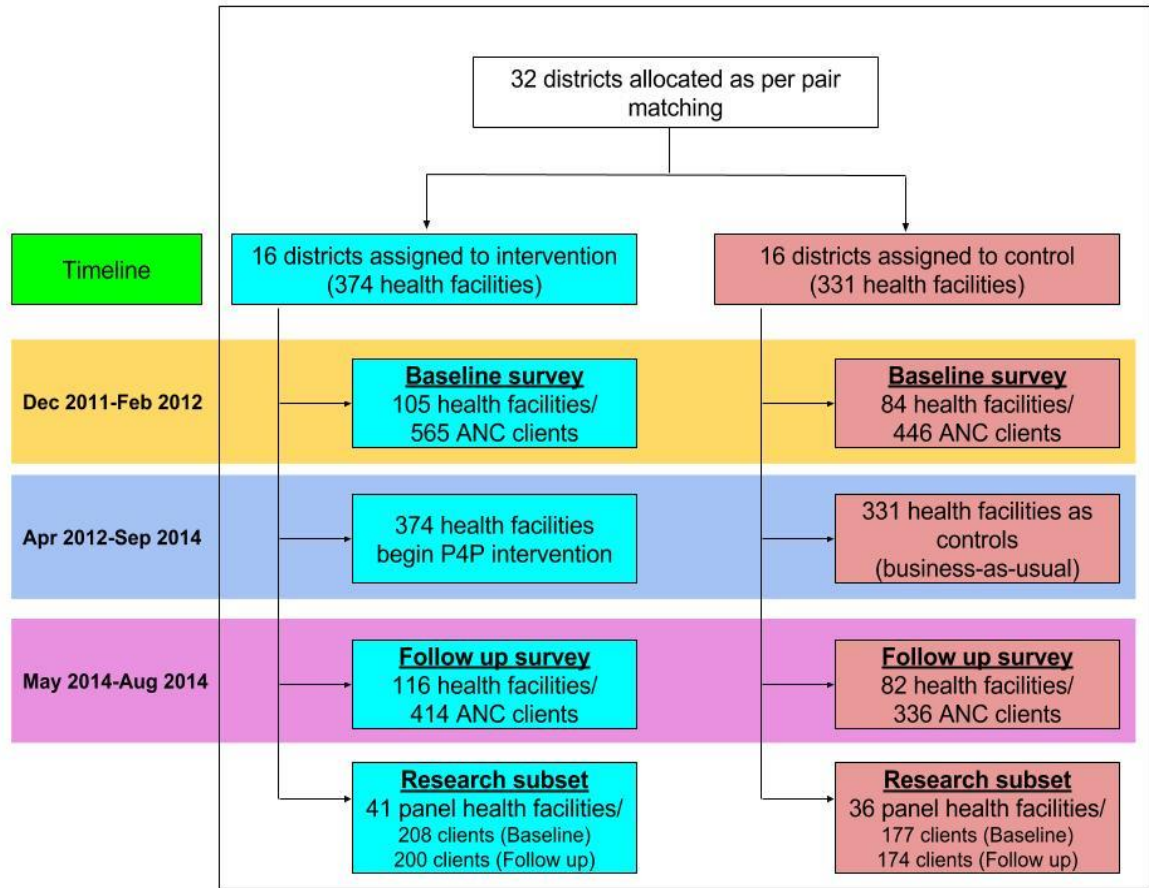 32 districts allocated as per pair
matching
Timeline
16 districts assigned to intervention
(374 health facilities)
16 districts assigned to control
(331 health facilities)
Dec 2011-Feb 2012
Baseline survey
105 health facilities/
565 ANC clients
Baseline survey
84 health facilities/
446 ANC clients
Apr 2012-Sep 2014
374 health facilities
begin P4P intervention
331 health facilities as
controls
(business-as-usual)
May 2014-Aug 2014
Follow up survey
116 health facilities/
414 ANC clients
Follow up survey
82 health facilities/
336 ANC clients
Research subset
41 panel health facilities/
208 clients (Baseline)
200 clients (Follow up)
Research subset
36 panel health facilities/
177 clients (Baseline)
174 clients (Follow up)